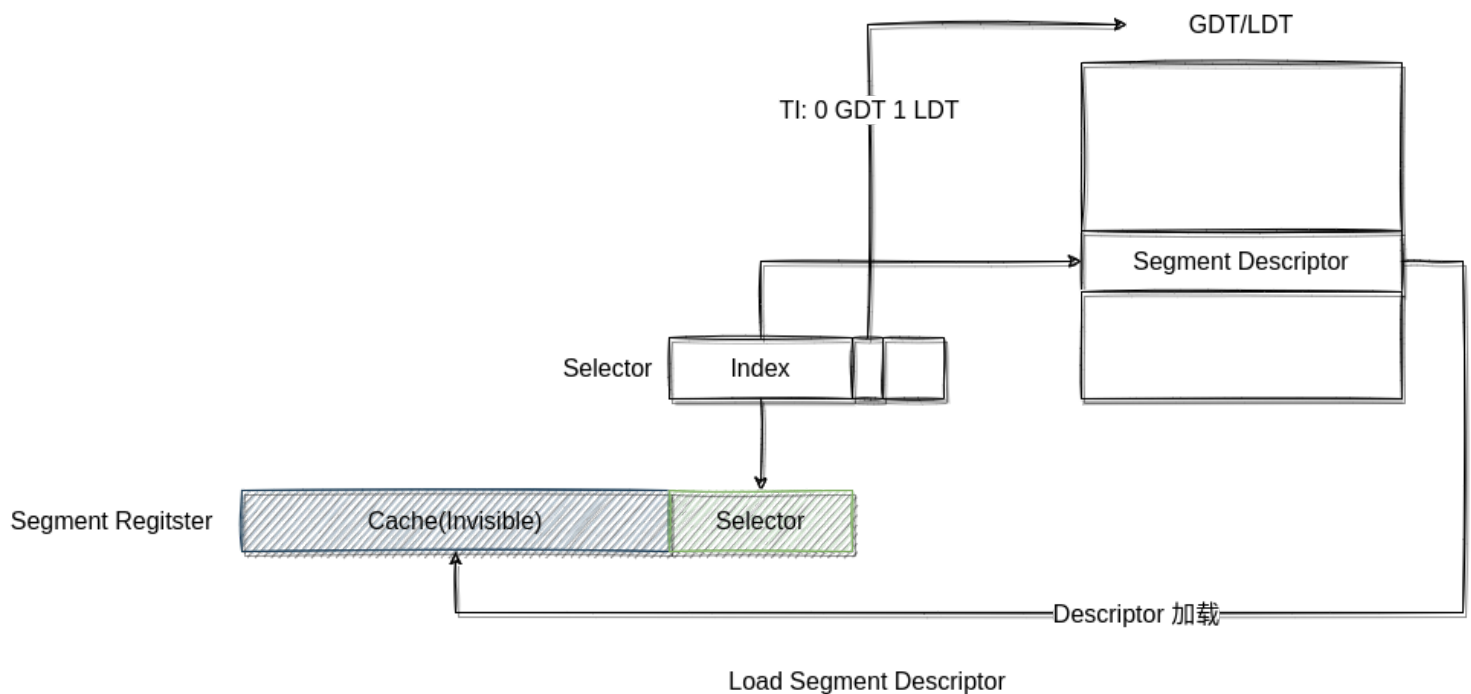 GDT/LDT
TI: 0 GDT 1 LDT
Segment Descriptor
Selector
Index
Segment Regitster
Cache(Invisible)
Selector
Descriptor 加载
Load Segment Descriptor